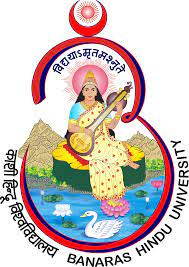 विद्ययाऽमृतमश्नुते
काशी हिन्दू विश्वविद्यालय
BANARAS HINDU UNIVERSITY